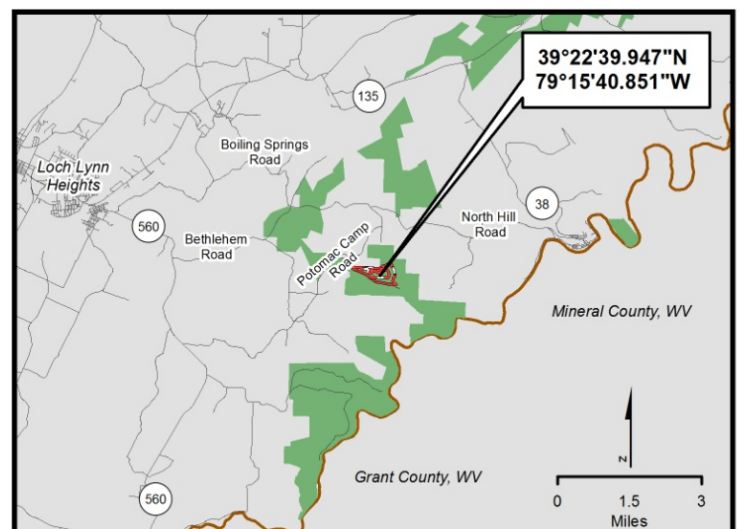 39°22'39.947"N
79°15'40.851"W
135
Boiling Springs
Road
Loch Lynn
Heights
560
Bethlehem
Road
Potomac Camp
Road
North Hill
Road
38
Mineral County, WV
Grant County, WV
N
560
0 1.5 3
Miles